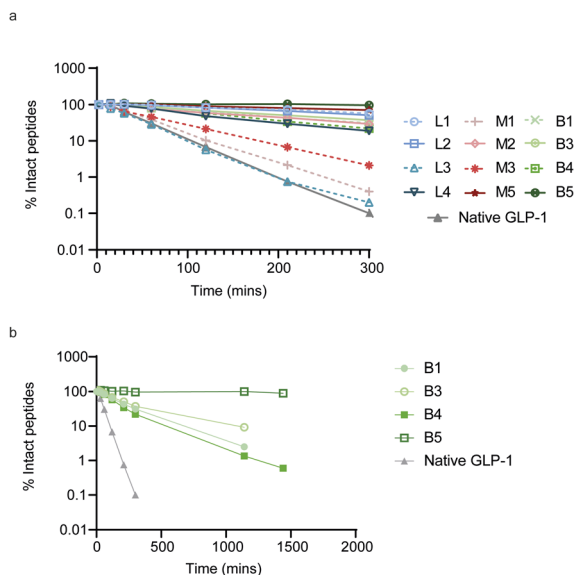 a
1000
100
10
1
0.1
0.01
% Intact peptides
0 100 200 300
Time (mins)
L1 M1 B1
L2 M2 B3
L3 M3 B4
L4 M5 B5
Native GLP-1
b
1000
100
10
1
0.1
0.01
% Intact peptides
0 500 1000 1500 2000
Time (mins)
B1
B3
B4
B5
Native GLP-1